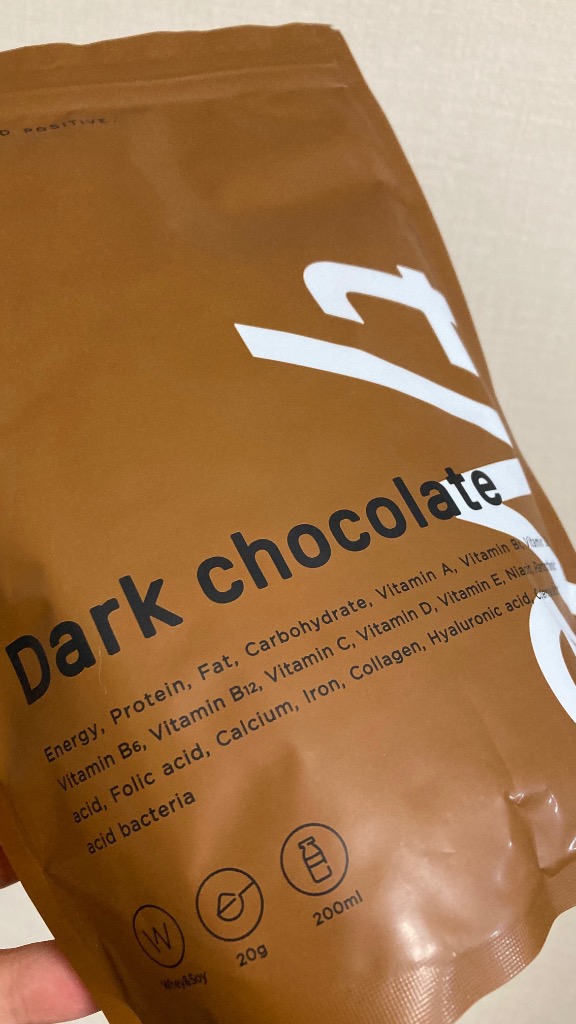 D POSITIVE.
Dark chocolate
Energy, Protein, Fat, Carbohydrate, Vitamin A, Vitamin B1,
Vitamin B6, Vitamin B12, Vitamin C, Vitamin D, Vitamin E, Niacin,
acid, Folic acid, Calcium, Iron, Collagen, Hyaluronic acid,
acid bacteria
W
Whey&Soy
20g
200ml